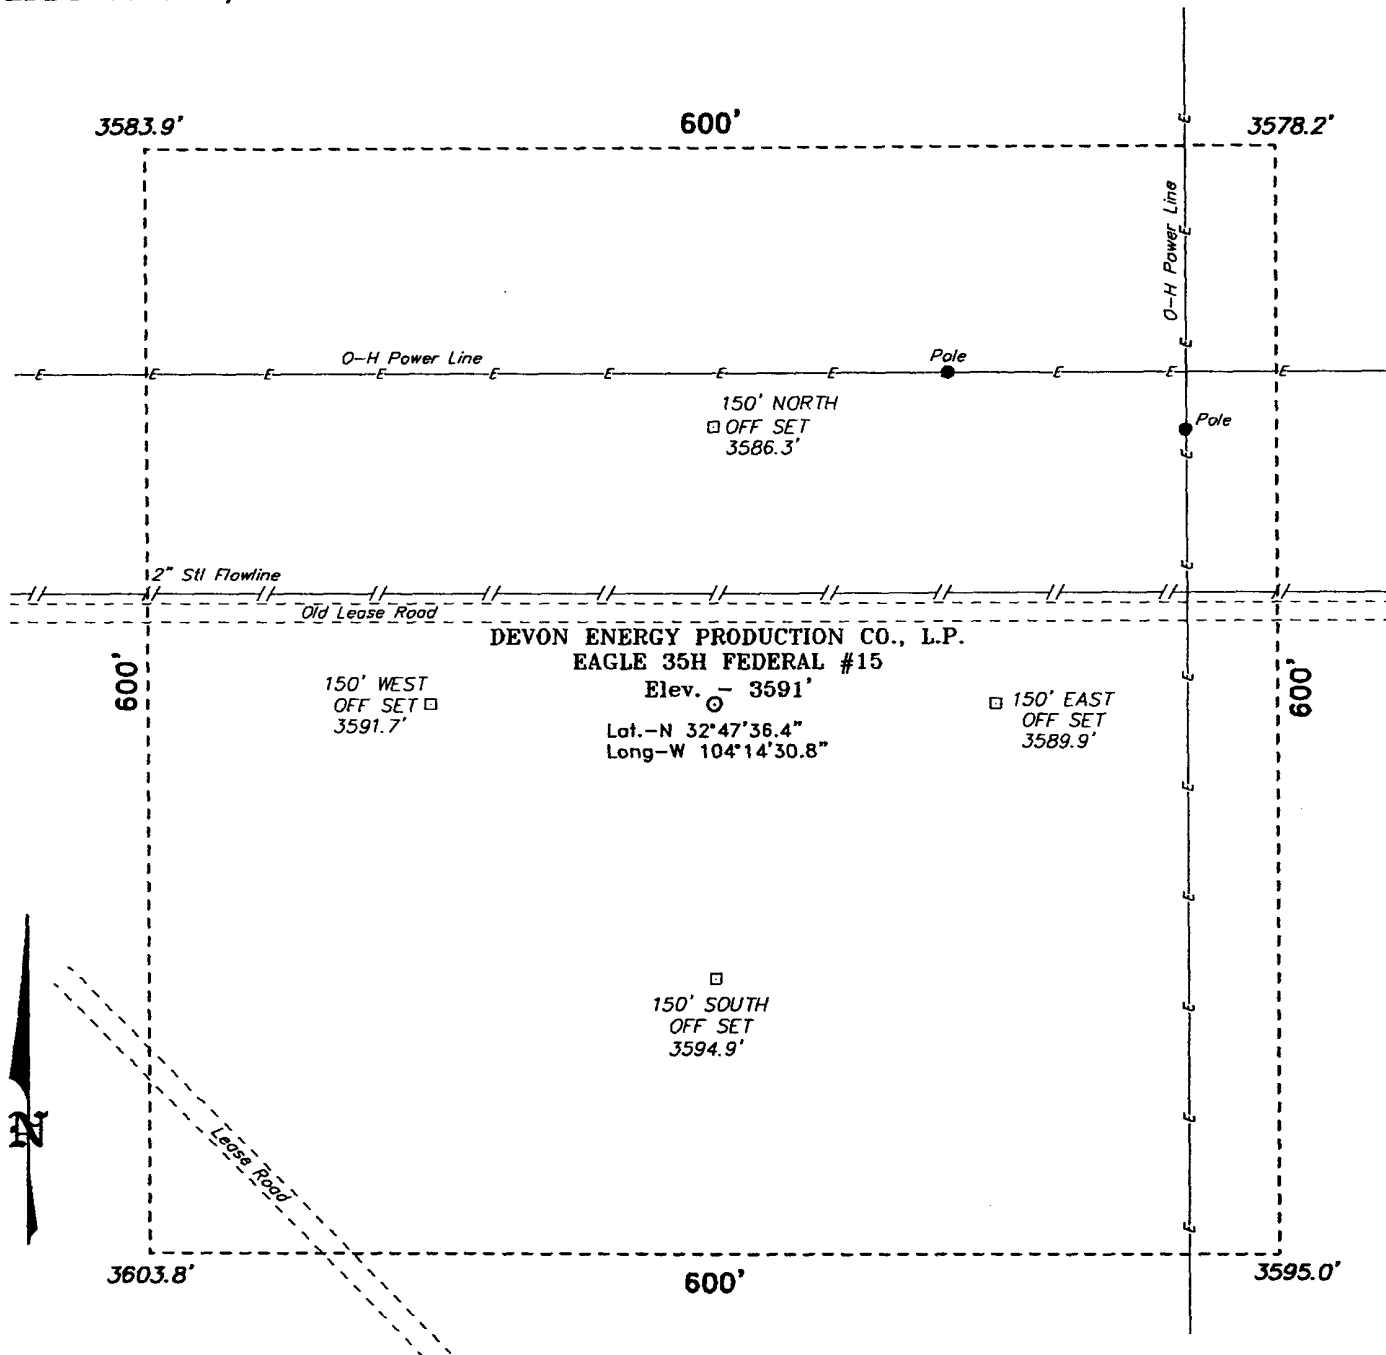 3583.9'
600'
3578.2'
O-H Power Line
O-H Power Line
Pole
Pole
150' NORTH
OFF SET
3586.3'
2" Stl Flowline
Old Lease Road
DEVON ENERGY PRODUCTION CO., L.P.
EAGLE 35H FEDERAL #15
Elev. - 3591'
Lat.-N 32°47'36.4"
Long-W 104°14'30.8"
600'
150' WEST
OFF SET
3591.7'
150' EAST
OFF SET
3589.9'
600'
150' SOUTH
OFF SET
3594.9'
Lease Road
3603.8'
600'
3595.0'